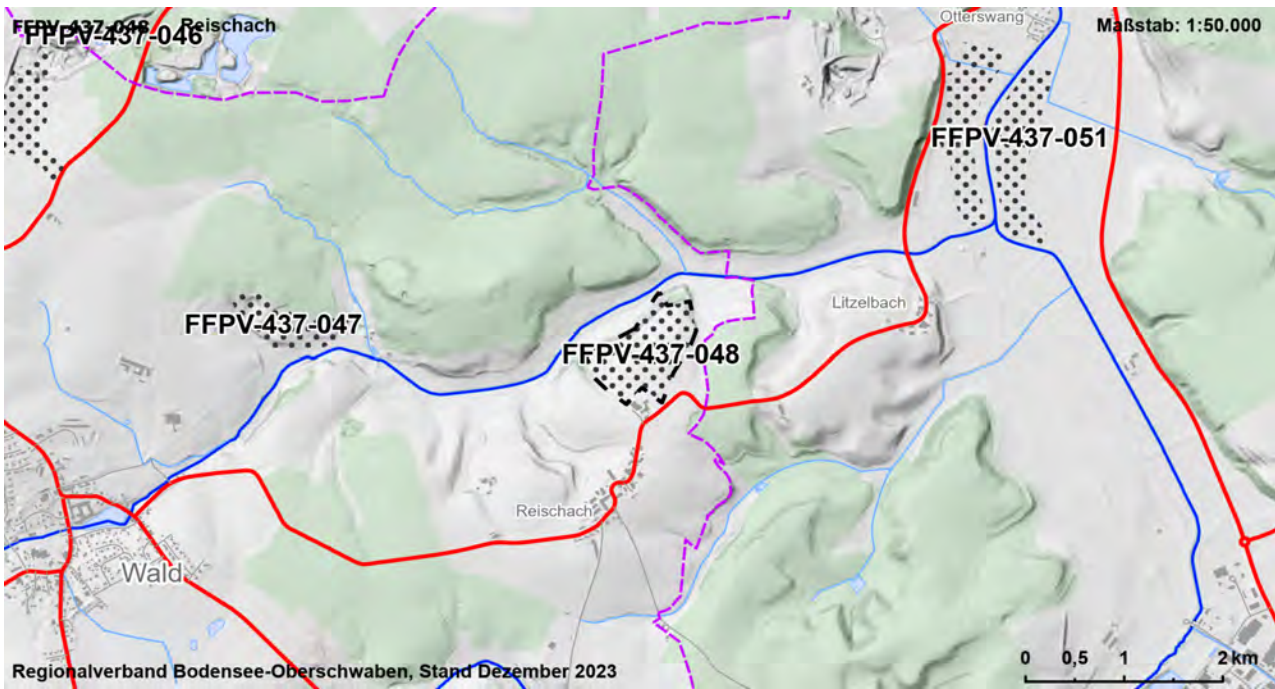 FFPV-437-048 Reischach
FFPV-437-046
Otterswang
Maßstab: 1:50.000
FFPV-437-051
Litzelbach
FFPV-437-047
FFPV-437-048
Reischach
Wald
Regionalverband Bodensee-Oberschwaben, Stand Dezember 2023
0 0,5 1 2 km